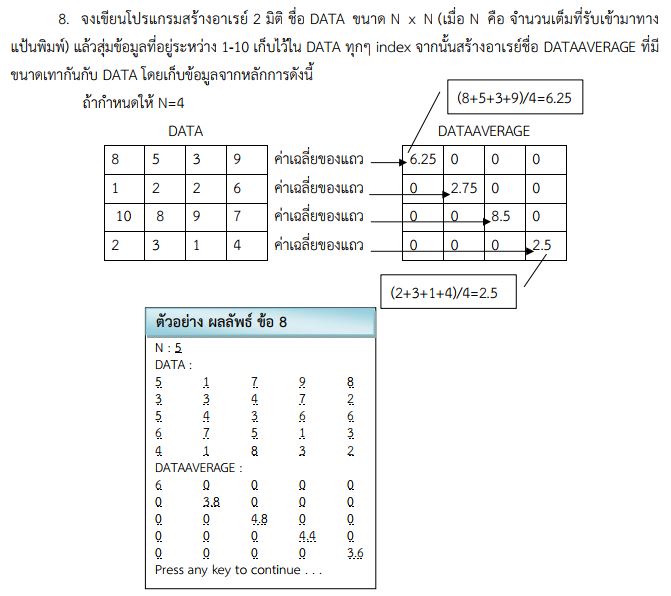 8. จงเขียนโปรแกรมสร้างอาเรย์ 2 มิติ ชื่อ DATA ขนาด N x N (เมื่อ N คือ จำนวนเต็มที่รับเข้ามาทาง
แป้นพิมพ์) แล้วสุ่มข้อมูลที่อยู่ระหว่าง 1-10 เก็บไว้ใน DATA ทุกๆ index จากนั้นสร้างอาเรย์ชื่อ DATAAVERAGE ที่มี
ขนาดเทากันกับ DATA โดยเก็บข้อมูลจากหลักการดังนี้
ถ้ากำหนดให้ N=4
(8+5+3+9)/4=6.25
DATA DATAAVERAGE
8 5 3 9 ค่าเฉลี่ยของแถว 6.25 0 0 0
1 2 2 6 ค่าเฉลี่ยของแถว 0 2.75 0 0
10 8 9 7 ค่าเฉลี่ยของแถว 0 0 8.5 0
2 3 1 4 ค่าเฉลี่ยของแถว 0 0 0 2.5
(2+3+1+4)/4=2.5
ตัวอย่าง ผลลัพธ์ ข้อ 8
N : 5
DATA :
5 1 7 9 8
3 3 4 7 2
5 4 3 6 6
6 7 5 1 3
4 1 8 3 2
DATAAVERAGE :
6 0 0 0 0
0 3.8 0 0 0
0 0 4.8 0 0
0 0 0 4.4 0
0 0 0 0 3.6
Press any key to continue . . .